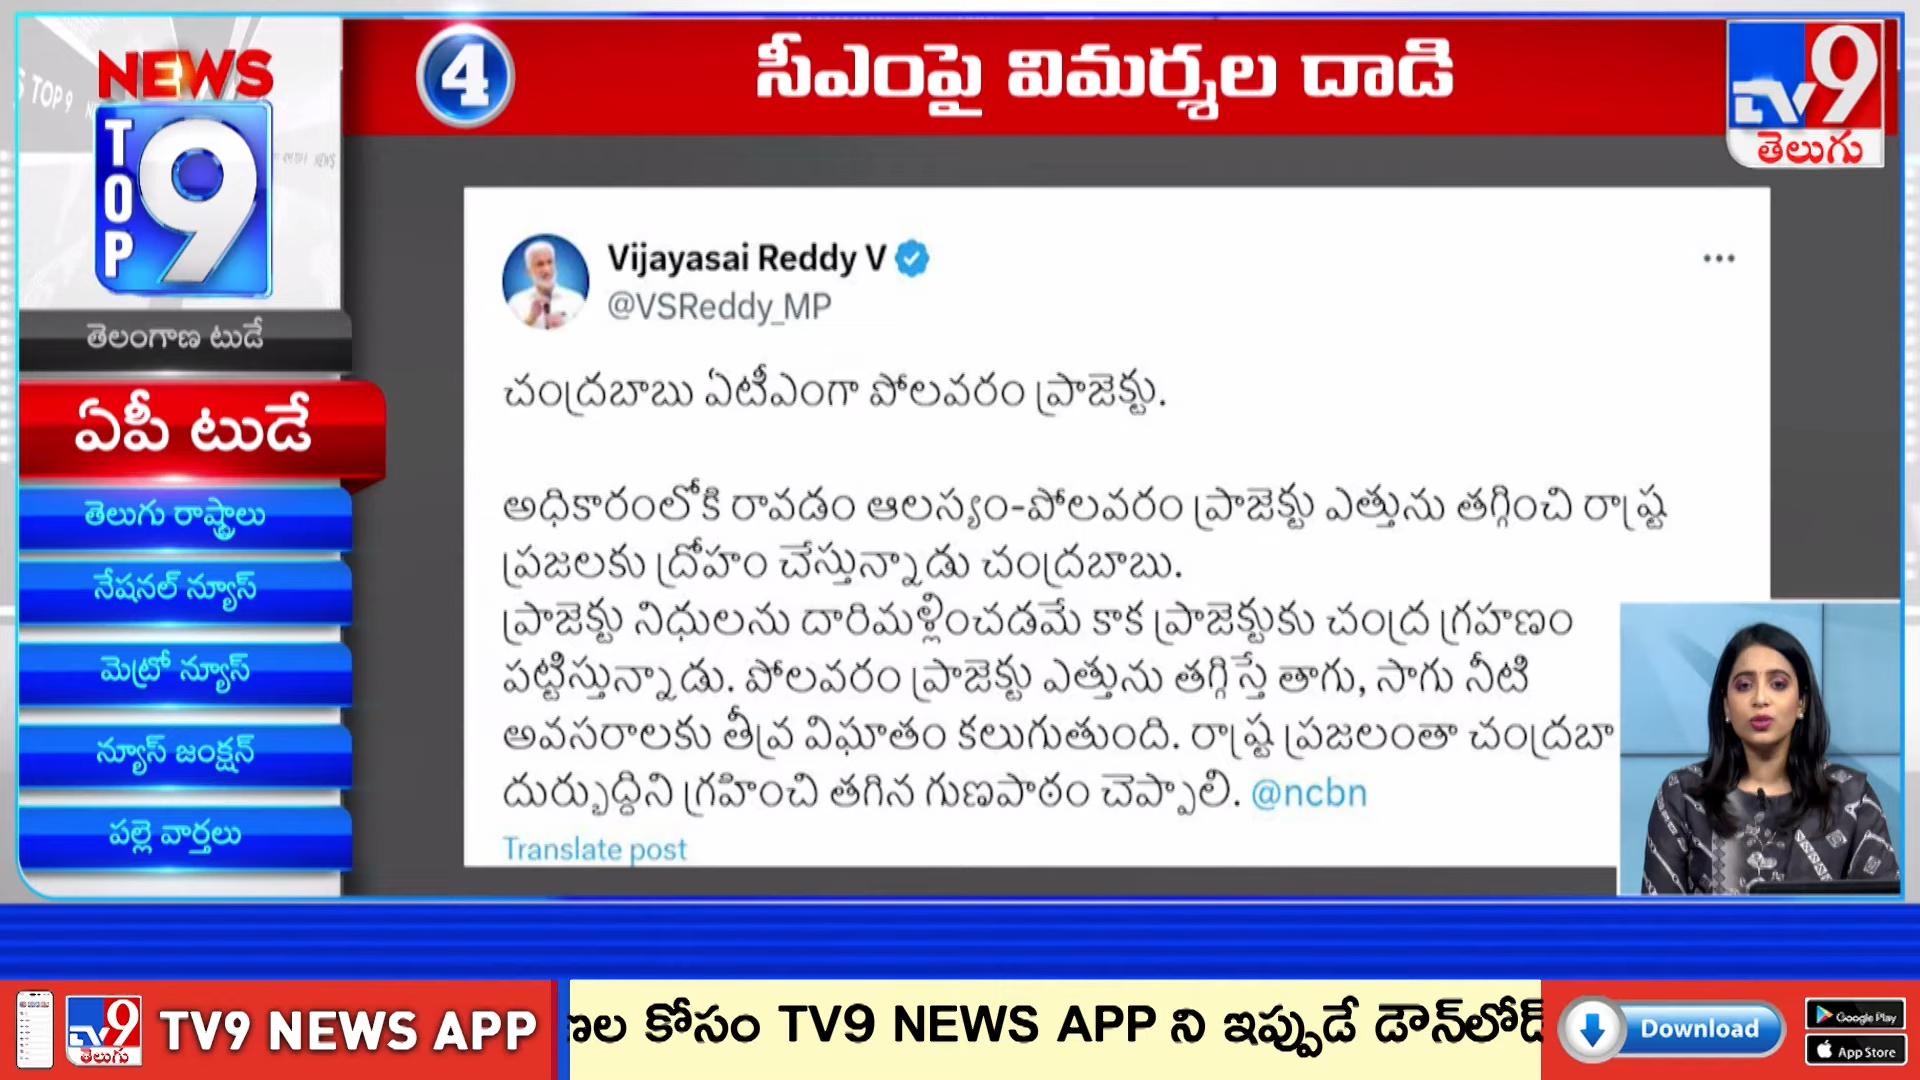 NEWS
TOP 9
4
సీఎంపై విమర్శల దాడి
TV9
తెలుగు
తెలంగాణ టుడే
ఏపీ టుడే
తెలుగు రాష్ట్రాలు
నేషనల్ న్యూస్
మెట్రో న్యూస్
న్యూస్ జంక్షన్
పల్లె వార్తలు
Vijayasai Reddy V
@VSReddy_MP
చంద్రబాబు ఏటీఎంగా పోలవరం ప్రాజెక్టు.
అధికారంలోకి రావడం ఆలస్యం-పోలవరం ప్రాజెక్టు ఎత్తును తగ్గించి రాష్ట్ర
ప్రజలకు ద్రోహం చేస్తున్నాడు చంద్రబాబు.
ప్రాజెక్టు నిధులను దారిమళ్లించడమే కాక ప్రాజెక్టుకు చంద్ర గ్రహణం
పట్టిస్తున్నాడు. పోలవరం ప్రాజెక్టు ఎత్తును తగ్గిస్తే తాగు, సాగు నీటి
అవసరాలకు తీవ్ర విఘాతం కలుగుతుంది. రాష్ట్ర ప్రజలంతా చంద్రబా
దుర్బుద్ధిని గ్రహించి తగిన గుణపాఠం చెప్పాలి. @ncbn
Translate post
TV9 తెలుగు TV9 NEWS APP
కోసం TV9 NEWS APP ని ఇప్పుడే డౌన్‌లోడ్
Download
Google Play
App Store